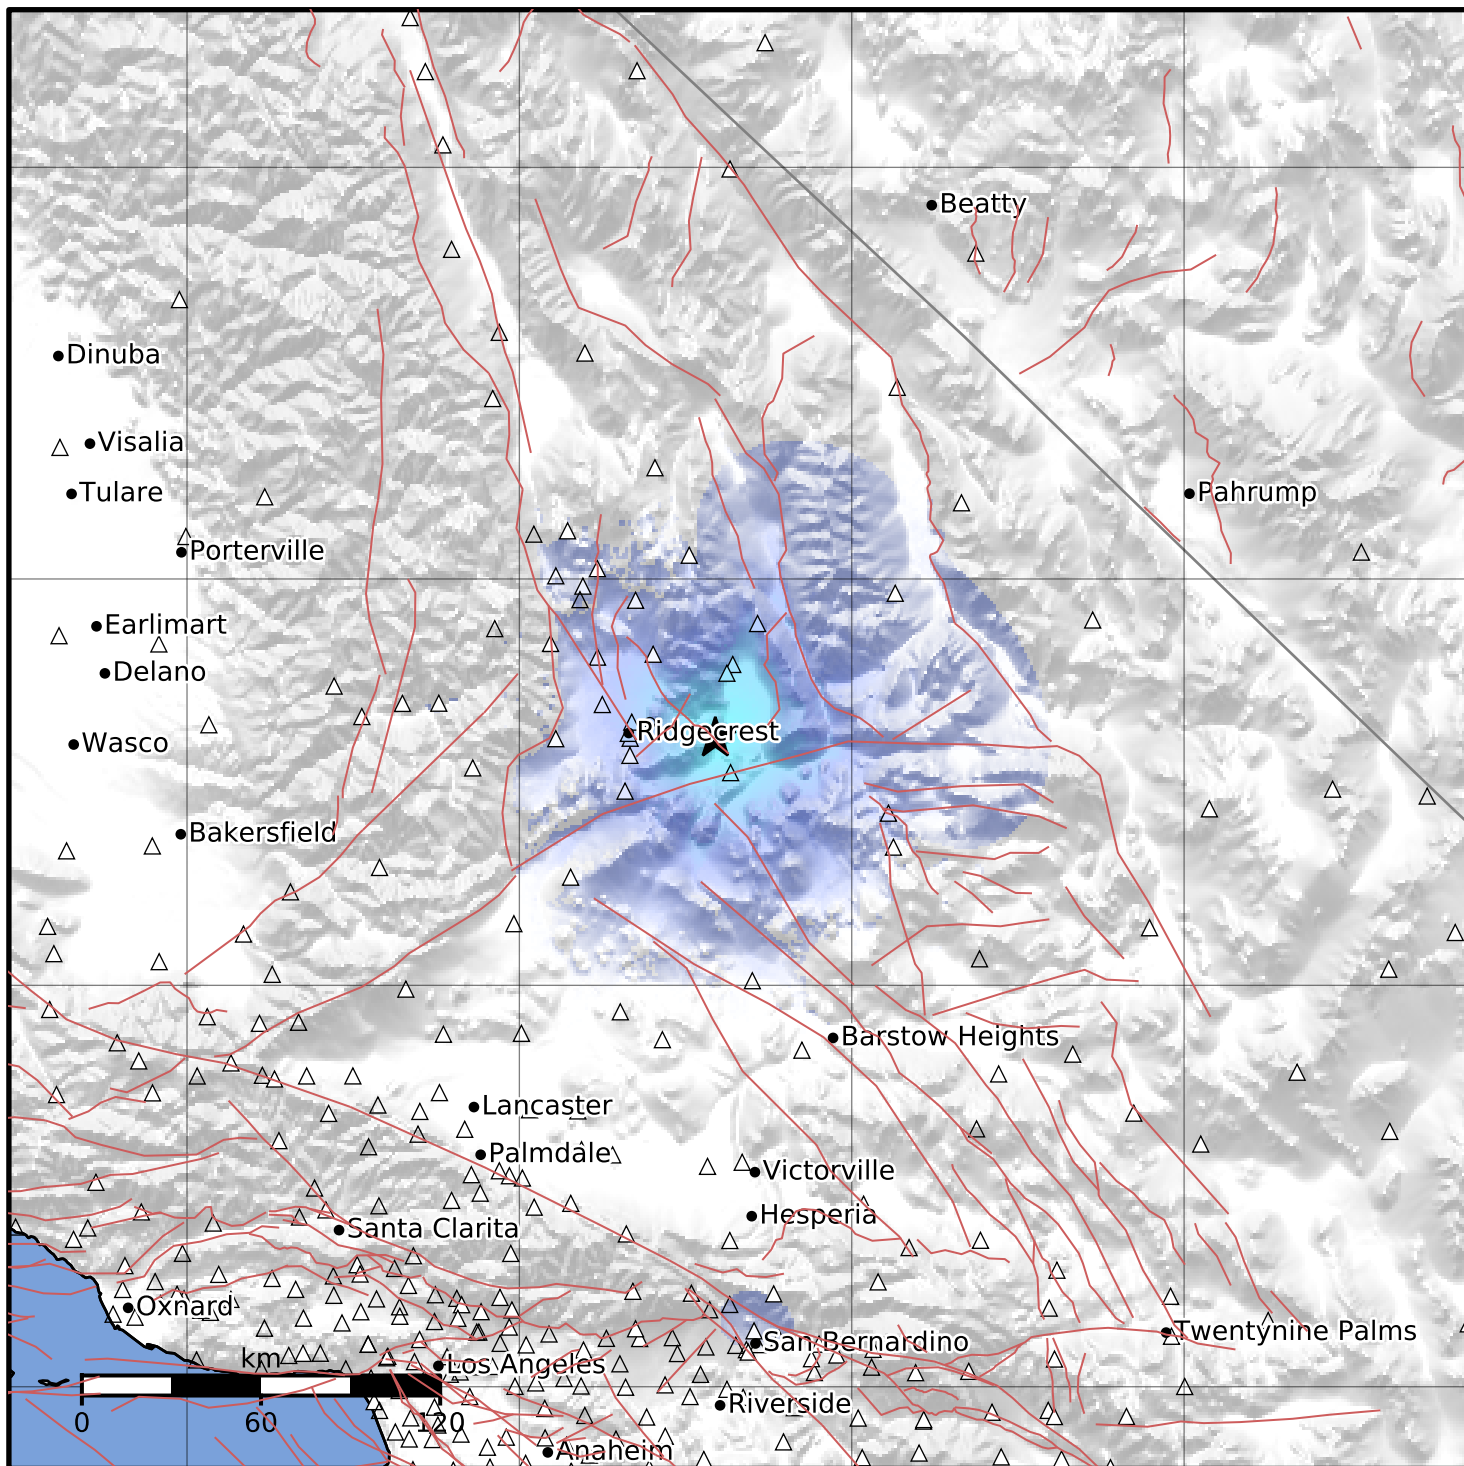 Beatty
Dinuba
Visalia
Tulare
Pahrump
Porterville
Earlimart
Delano
Ridgecrest
Wasco
Bakersfield
Barstow Heights
Lancaster
Palmdale
Victorville
Hesperia
Santa Clarita
Oxnard
Twentynine Palms
San Bernardino
km
Los Angeles
Riverside
0 60 120
Anaheim